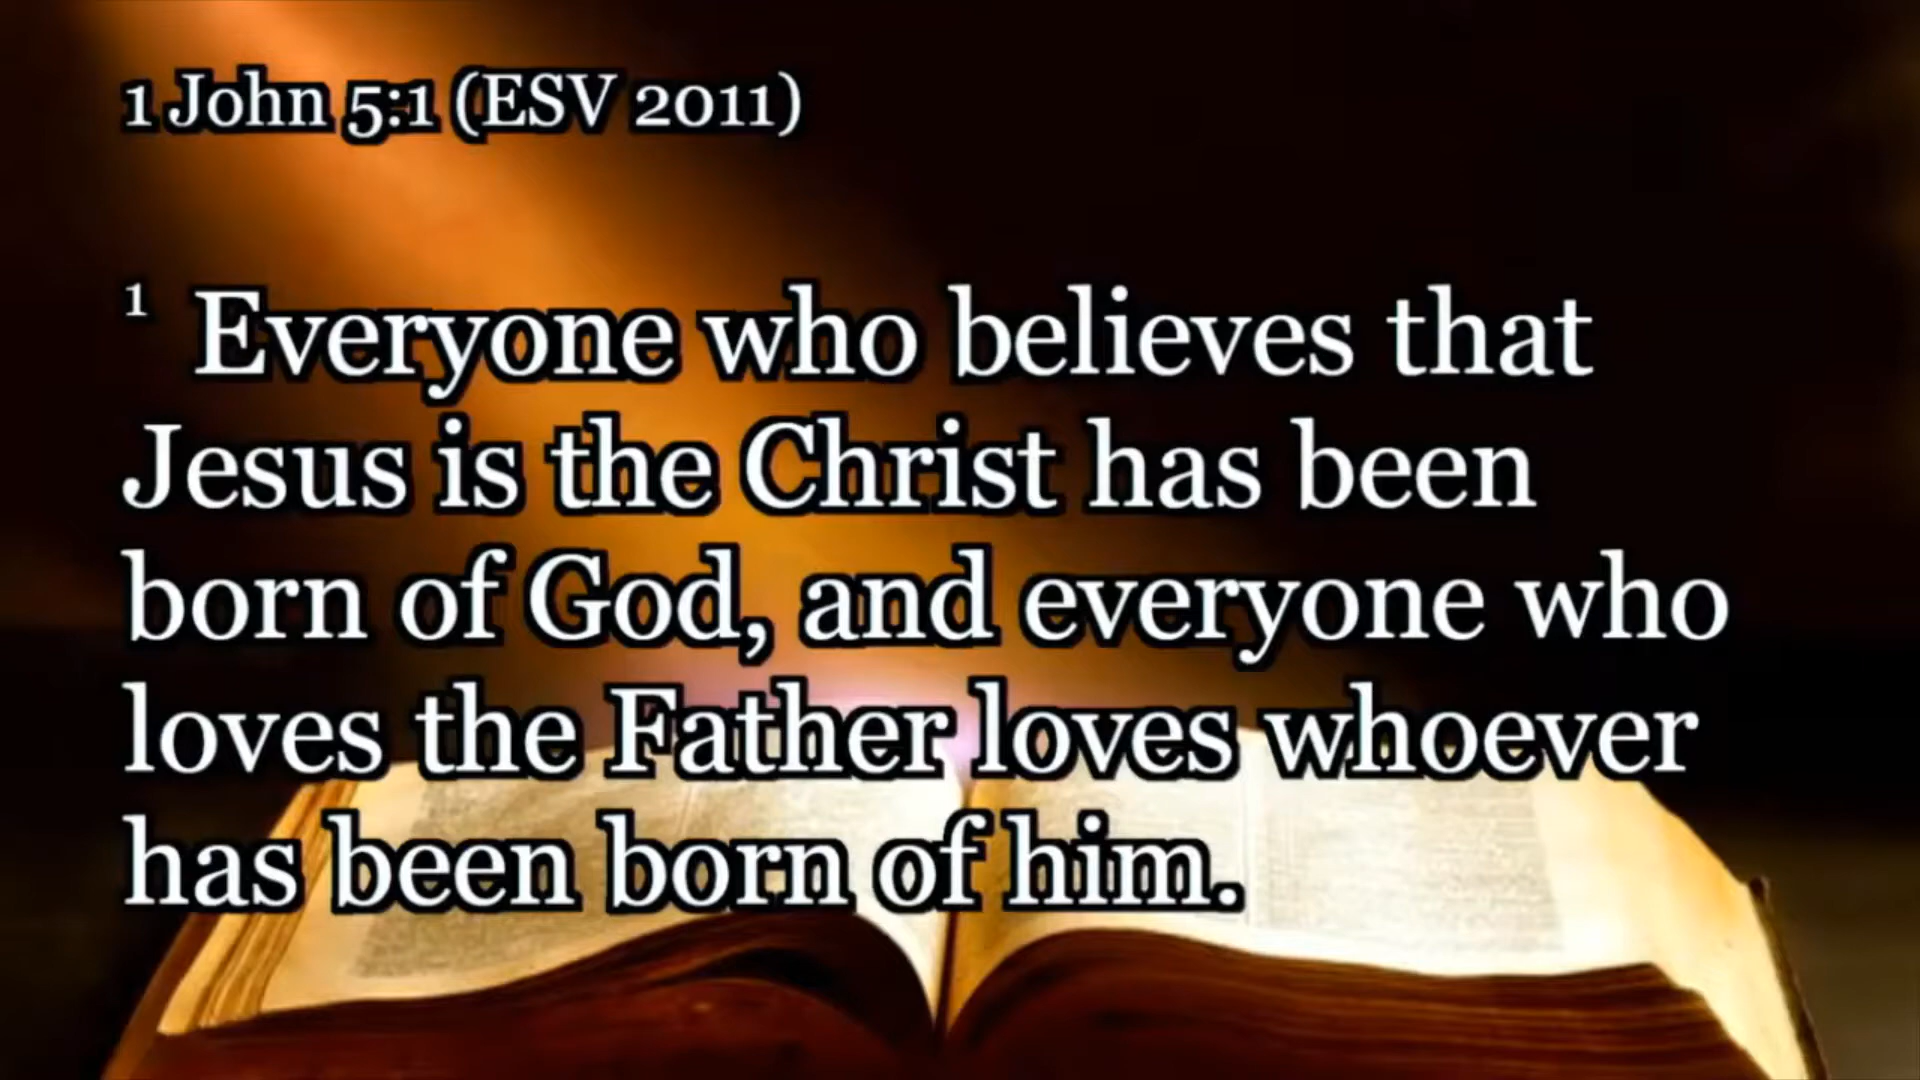 1 John 5:1 (ESV 2011)
1 Everyone who believes that
Jesus is the Christ has been
born of God, and everyone who
loves the Father loves whoever
has been born of him.